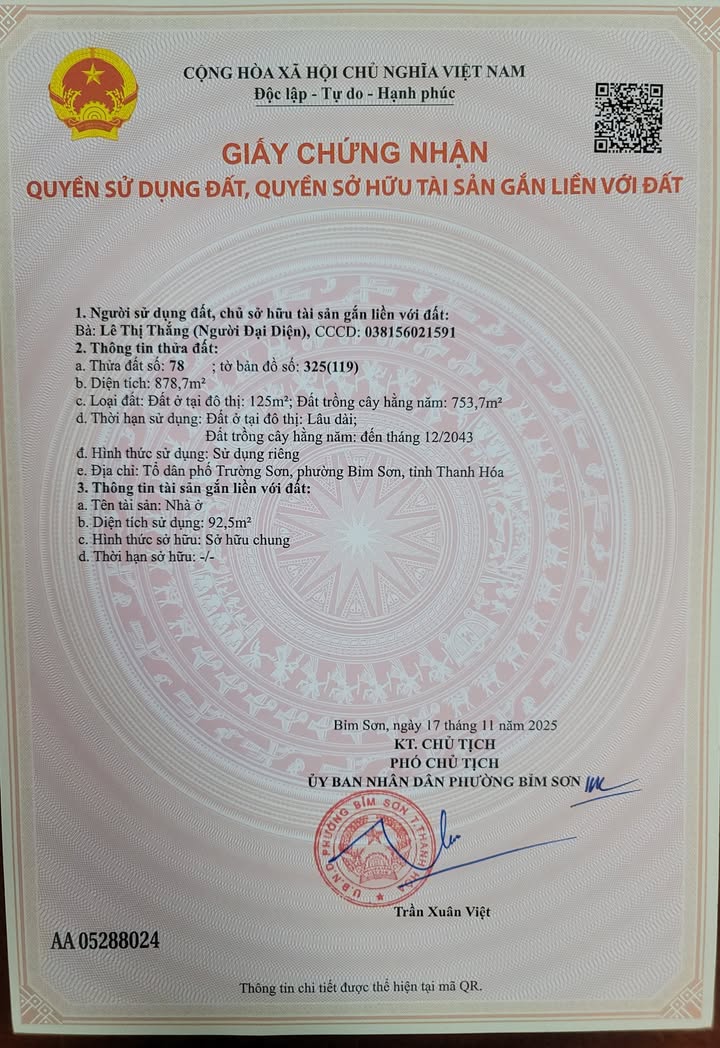 CỘNG HÒA XÃ HỘI CHỦ NGHĨA VIỆT NAM
Độc lập - Tự do - Hạnh phúc
GIẤY CHỨNG NHẬN
QUYỀN SỬ DỤNG ĐẤT, QUYỀN SỞ HỮU TÀI SẢN GẮN LIỀN VỚI ĐẤT
1. Người sử dụng đất, chủ sở hữu tài sản gắn liền với đất:
Bà: Lê Thị Thắng (Người Đại Diện), CCCD: 038156021591
2. Thông tin thửa đất:
a. Thửa đất số: 78 ; tờ bản đồ số: 325(119)
b. Diện tích: 878,7m²
c. Loại đất: Đất ở tại đô thị: 125m²; Đất trồng cây hằng năm: 753,7m²
d. Thời hạn sử dụng: Đất ở tại đô thị: Lâu dài;
Đất trồng cây hằng năm: đến tháng 12/2043
đ. Hình thức sử dụng: Sử dụng riêng
e. Địa chỉ: Tổ dân phố Trường Sơn, phường Bỉm Sơn, tỉnh Thanh Hóa
3. Thông tin tài sản gắn liền với đất:
a. Tên tài sản: Nhà ở
b. Diện tích sử dụng: 92,5m²
c. Hình thức sở hữu: Sở hữu chung
d. Thời hạn sở hữu: -/-
Bỉm Sơn, ngày 17 tháng 11 năm 2025
KT. CHỦ TỊCH
PHÓ CHỦ TỊCH
ỦY BAN NHÂN DÂN PHƯỜNG BỈM SƠN
U.B.N.D PHƯỜNG BỈM SƠN T.THANH HÓA
Trần Xuân Việt
AA 05288024
Thông tin chi tiết được thể hiện tại mã QR.